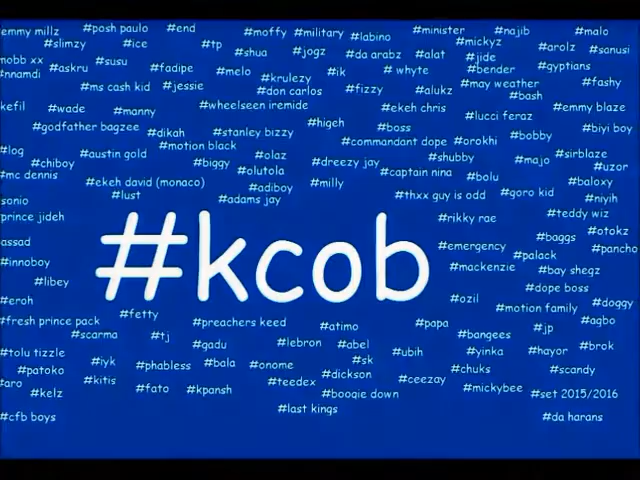 emmy millz #posh paulo #end #moffy #military #labino #minister #najib #malo
#slimzy #ice #tp #shua #jogz #da arabz #alat #mickyz #jide #arolz #sanusi
mobb xx #susu #bender #gyptians
#nnamdi #askru #fadipe #melo #krulezy #ik # whyte #may weather #fashy
#ms cash kid #jessie #don carlos #fizzy #alukz #bash
kefil #wade #manny #wheelseen iremide #ekeh chris #lucci feraz #emmy blaze
#godfather bagzee #dikah #stanley bizzy #higeh #boss #bobby #biyi boy
#log #austin gold #motion black #olaz #commandant dope #orokhi #majo #sirblaze
#chiboy #biggy #olutola #dreezy jay #shubby #uzor
#mc dennis #ekeh david (monaco) #adiboy #milly #captain nina #bolu #baloxy
sonio #lust #adams jay #thxx guy is odd #goro kid #niyih
prince jideh #rikky rae #teddy wiz
#otokz
assad #emergency #baggs #pancho
#kcob
#innoboy #mackenzie #palack #bay shegz
#libey #dope boss
#eroh #ozil #motion family #doggy
#fresh prince pack #fetty #preachers keed #atimo #papa #jp #agbo
#scarma #tj #gadu #lebron #abel #bangees #brok
#tolu tizzle #iyk #phabless #bala #onome #sk #ubih #yinka #hayor
#patoko #dickson #chuks #scandy
#aro #kitis #fato #kpansh #teedex #ceezay #mickybee
#kelz #boogie down #set 2015/2016
#cfb boys #last kings #da harans